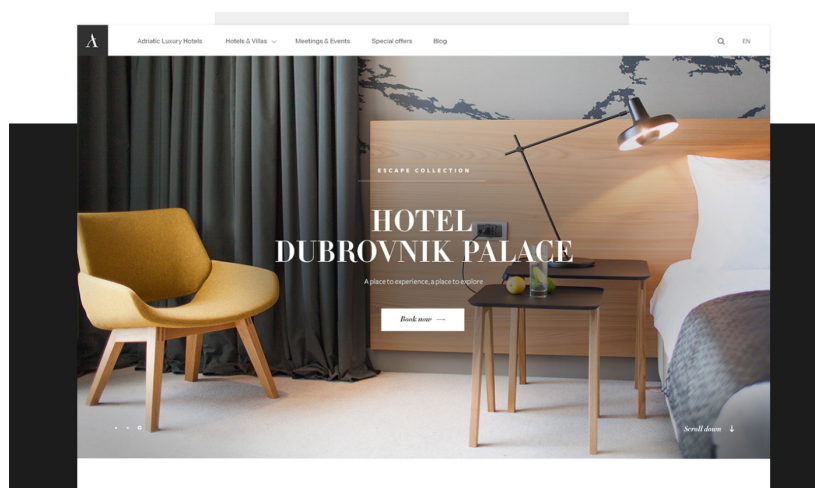 A
Adriatic Luxury Hotels
Hotels & Villas
Meetings & Events
Special offers
Blog
EN
ESCAPE COLLECTION
HOTEL
DUBROVNIK PALACE
A place to experience, a place to explore
Book now →
Scroll down ↓